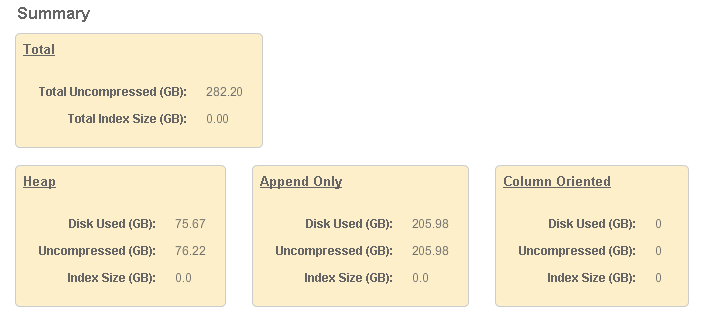 Summary
Total
Total Uncompressed (GB): 282.20
Total Index Size (GB): 0.00
Heap
Disk Used (GB): 75.67
Uncompressed (GB): 76.22
Index Size (GB): 0.0
Append Only
Disk Used (GB): 205.98
Uncompressed (GB): 205.98
Index Size (GB): 0.0
Column Oriented
Disk Used (GB): 0
Uncompressed (GB): 0
Index Size (GB): 0